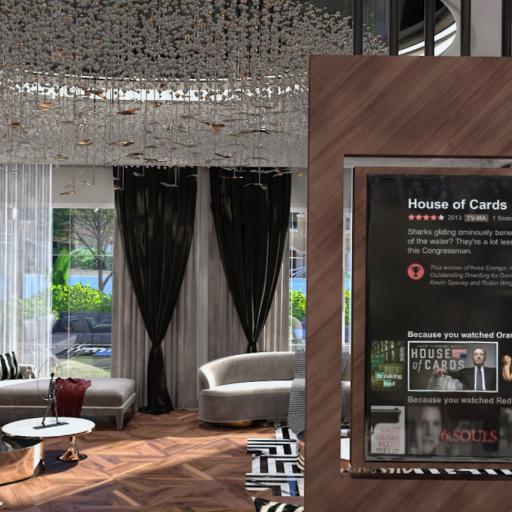 House of Cards
2013 TV-MA 1 Seas
Sharks gliding ominously bene
of the water? They're a lot less
this Congressman.
This winner of three Emmys,
Outstanding Directing for Dav
Kevin Spacey and Robin Wrig
Because you watched Oran
Breaking
Bad
HOUSE
of CARDS
Because you watched Red
6 SOULS